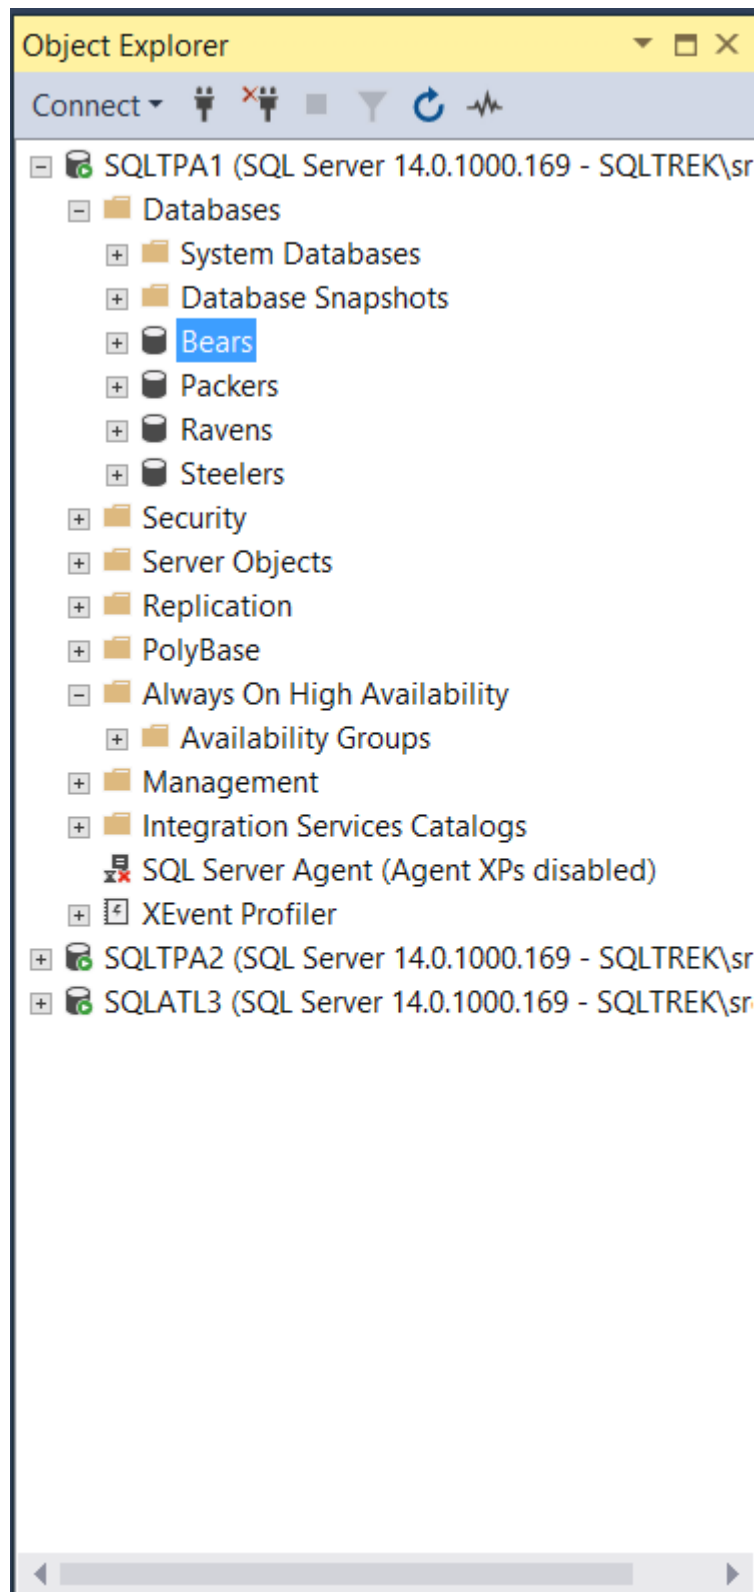 Object Explorer
Connect
SQLTPA1 (SQL Server 14.0.1000.169 - SQLTREK\sr
Databases
System Databases
Database Snapshots
Bears
Packers
Ravens
Steelers
Security
Server Objects
Replication
PolyBase
Always On High Availability
Availability Groups
Management
Integration Services Catalogs
SQL Server Agent (Agent XPs disabled)
XEvent Profiler
SQLTPA2 (SQL Server 14.0.1000.169 - SQLTREK\sr
SQLATL3 (SQL Server 14.0.1000.169 - SQLTREK\sr